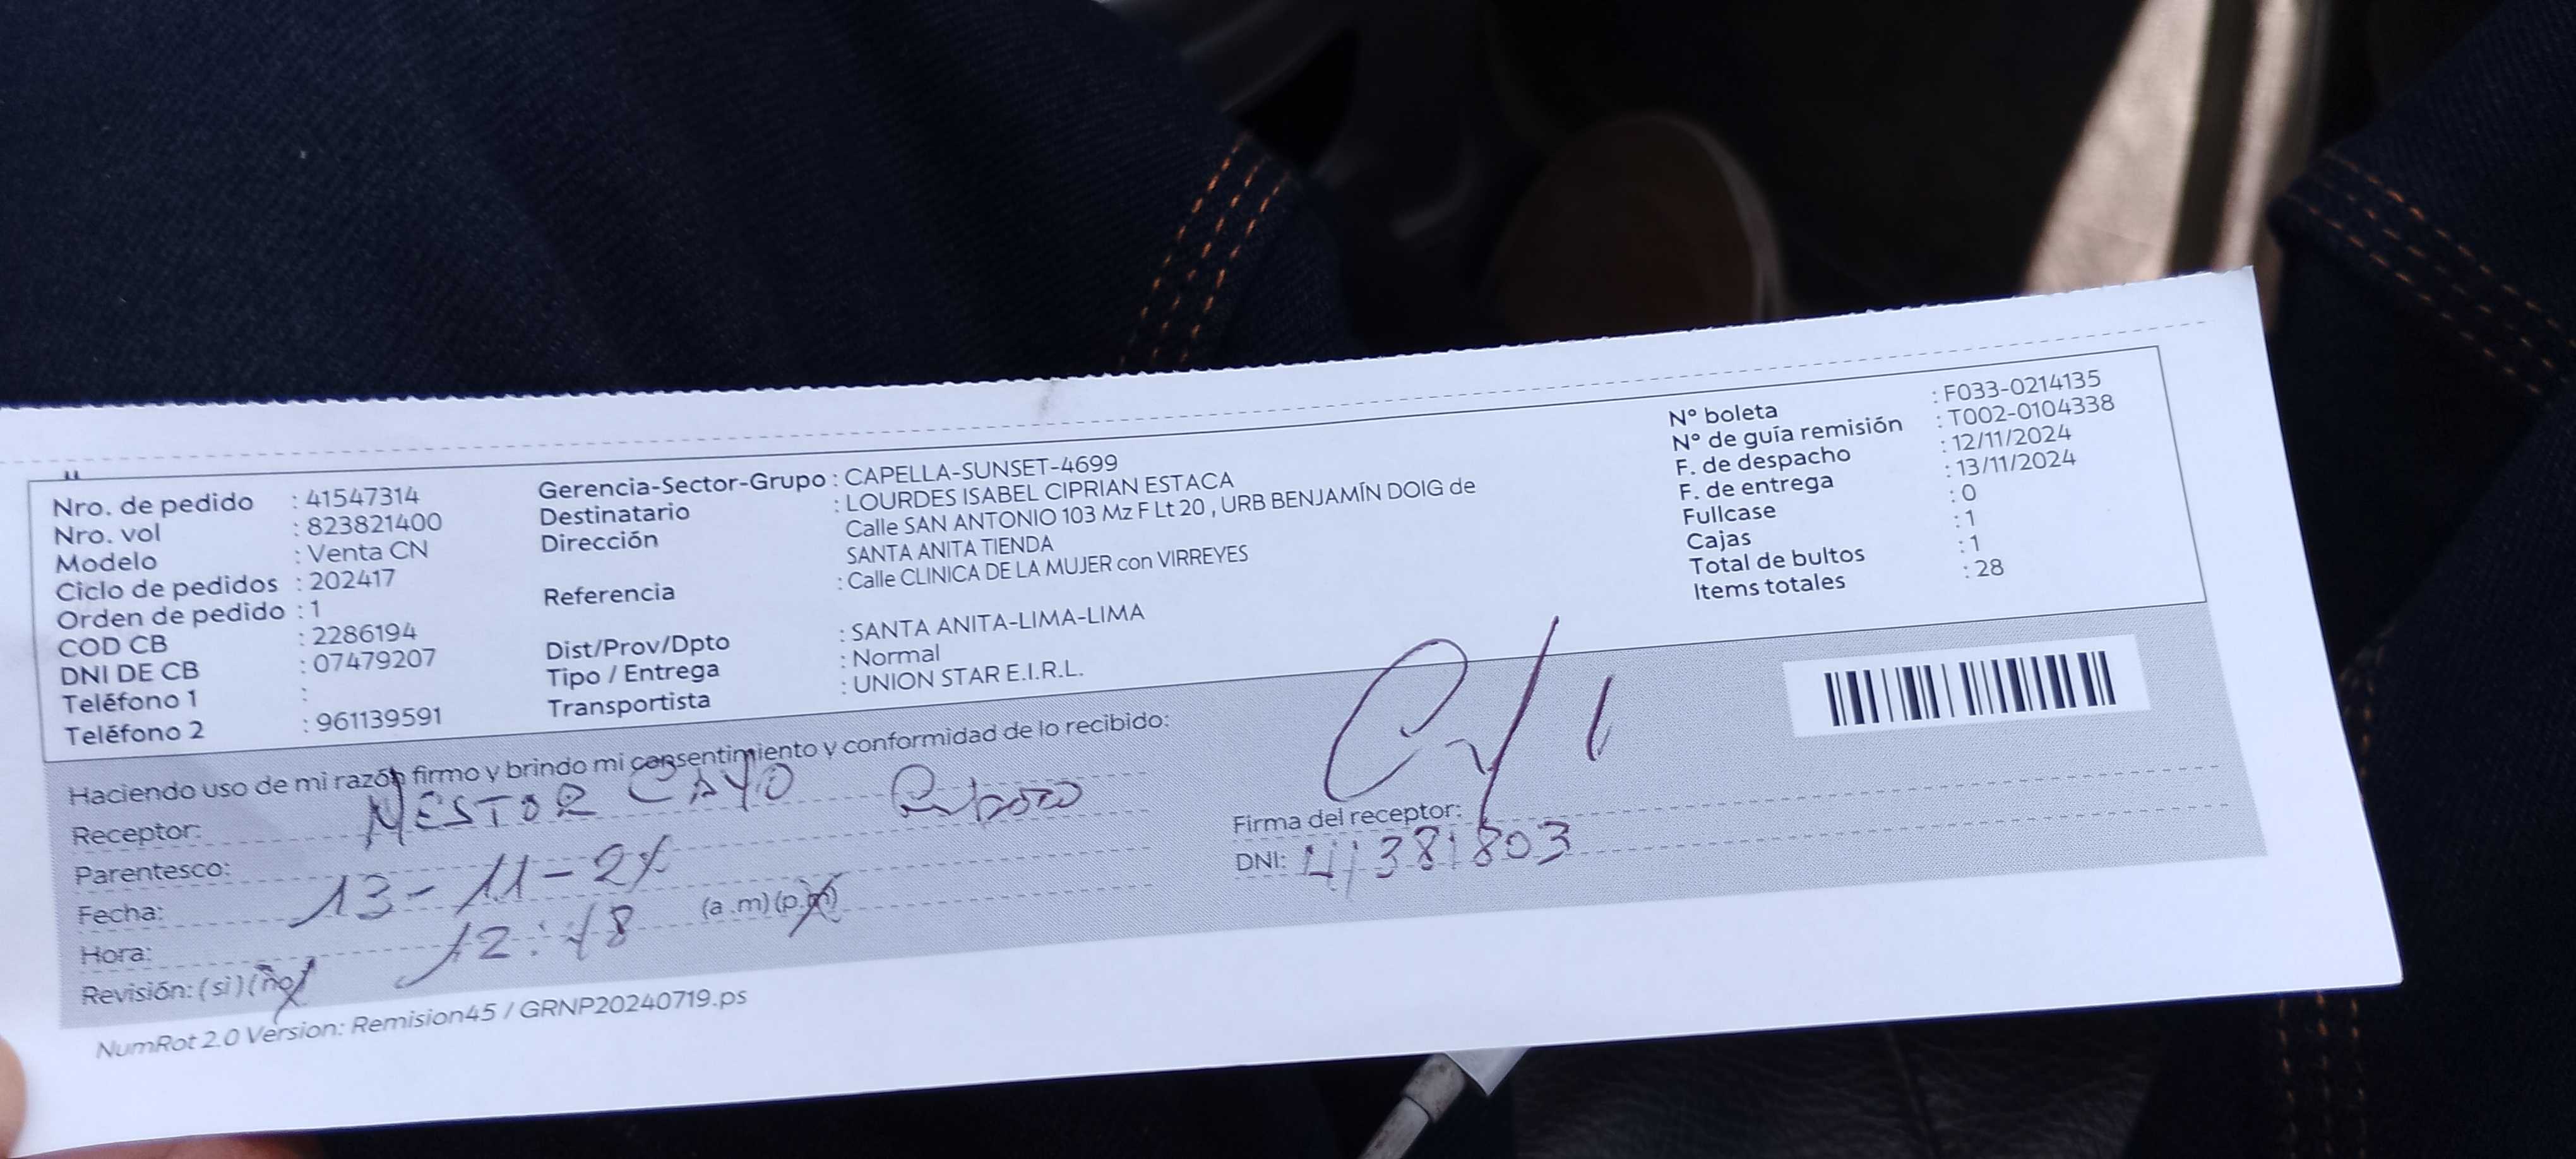 Nro. de pedido : 41547314
Nro. vol : 823821400
Modelo : Venta CN
Ciclo de pedidos : 202417
Orden de pedido : 1
COD CB : 2286194
DNI DE CB : 07479207
Teléfono 1 :
Teléfono 2 : 961139591
Gerencia-Sector-Grupo : CAPELLA-SUNSET-4699
Destinatario : LOURDES ISABEL CIPRIAN ESTACA
Dirección Calle SAN ANTONIO 103 Mz F Lt 20 , URB BENJAMÍN DOIG de
SANTA ANITA TIENDA
Referencia : Calle CLINICA DE LA MUJER con VIRREYES
Dist/Prov/Dpto : SANTA ANITA-LIMA-LIMA
Tipo / Entrega : Normal
Transportista : UNION STAR E.I.R.L.
N° boleta : F033-0214135
N° de guía remisión : T002-0104338
F. de despacho : 12/11/2024
F. de entrega : 13/11/2024
Fullcase : 0
Cajas : 1
Total de bultos : 1
Items totales : 28
Haciendo uso de mi razón firmo y brindo mi consentimiento y conformidad de lo recibido:
Receptor: NESTOR CAYO
Parentesco:
Fecha: 13-11-24
Hora: 12:18 (a .m) (p.m)
Revisión: (si) (no)
Firma del receptor:
DNI: 41381803
NumRot 2.0 Version: Remision45 / GRNP20240719.ps